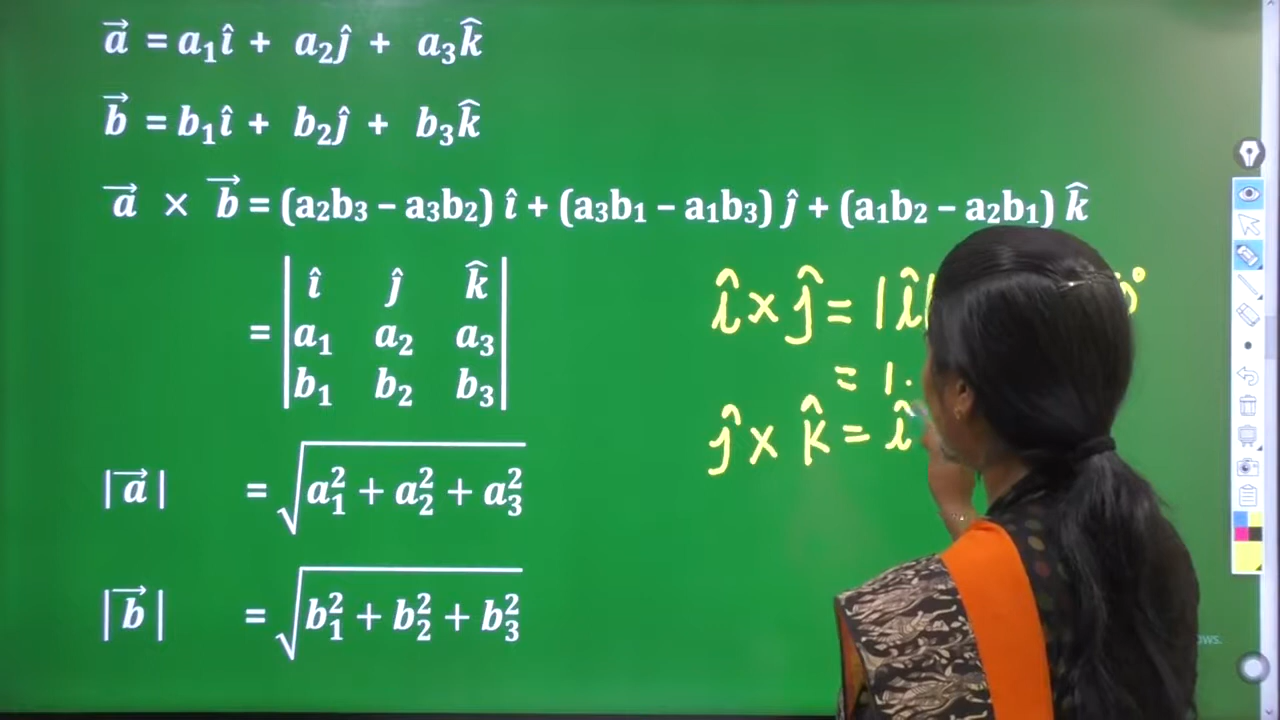 a⃗ = a₁î + a₂ĵ + a₃k̂
b⃗ = b₁î + b₂ĵ + b₃k̂
a⃗ × b⃗ = (a₂b₃ − a₃b₂) î + (a₃b₁ − a₁b₃) ĵ + (a₁b₂ − a₂b₁) k̂
= | î ĵ k̂ |
| a₁ a₂ a₃ |
| b₁ b₂ b₃ |
|a⃗| = √(a₁² + a₂² + a₃²)
|b⃗| = √(b₁² + b₂² + b₃²)
î × ĵ = |î|
= 1.
ĵ × k̂ = î